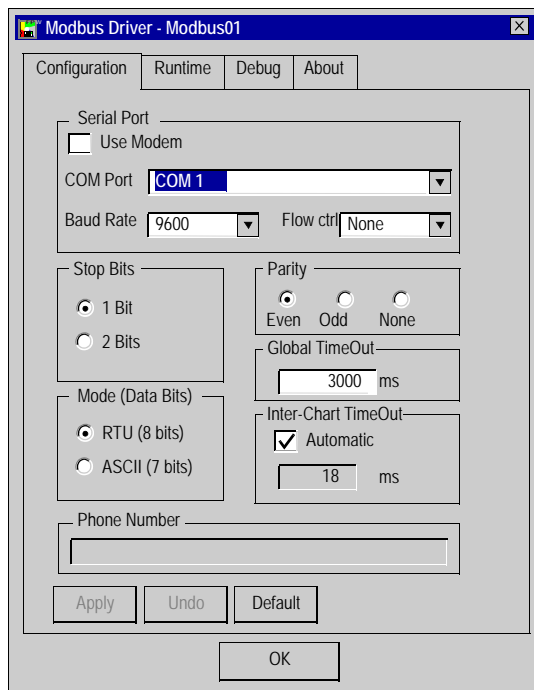 Modbus Driver - Modbus01
Configuration Runtime Debug About
Serial Port
Use Modem
COM Port COM 1
Baud Rate 9600 Flow ctrl None
Stop Bits
1 Bit
2 Bits
Parity
Even Odd None
Global TimeOut
3000 ms
Mode (Data Bits)
RTU (8 bits)
ASCII (7 bits)
Inter-Chart TimeOut
Automatic
18 ms
Phone Number
Apply Undo Default
OK